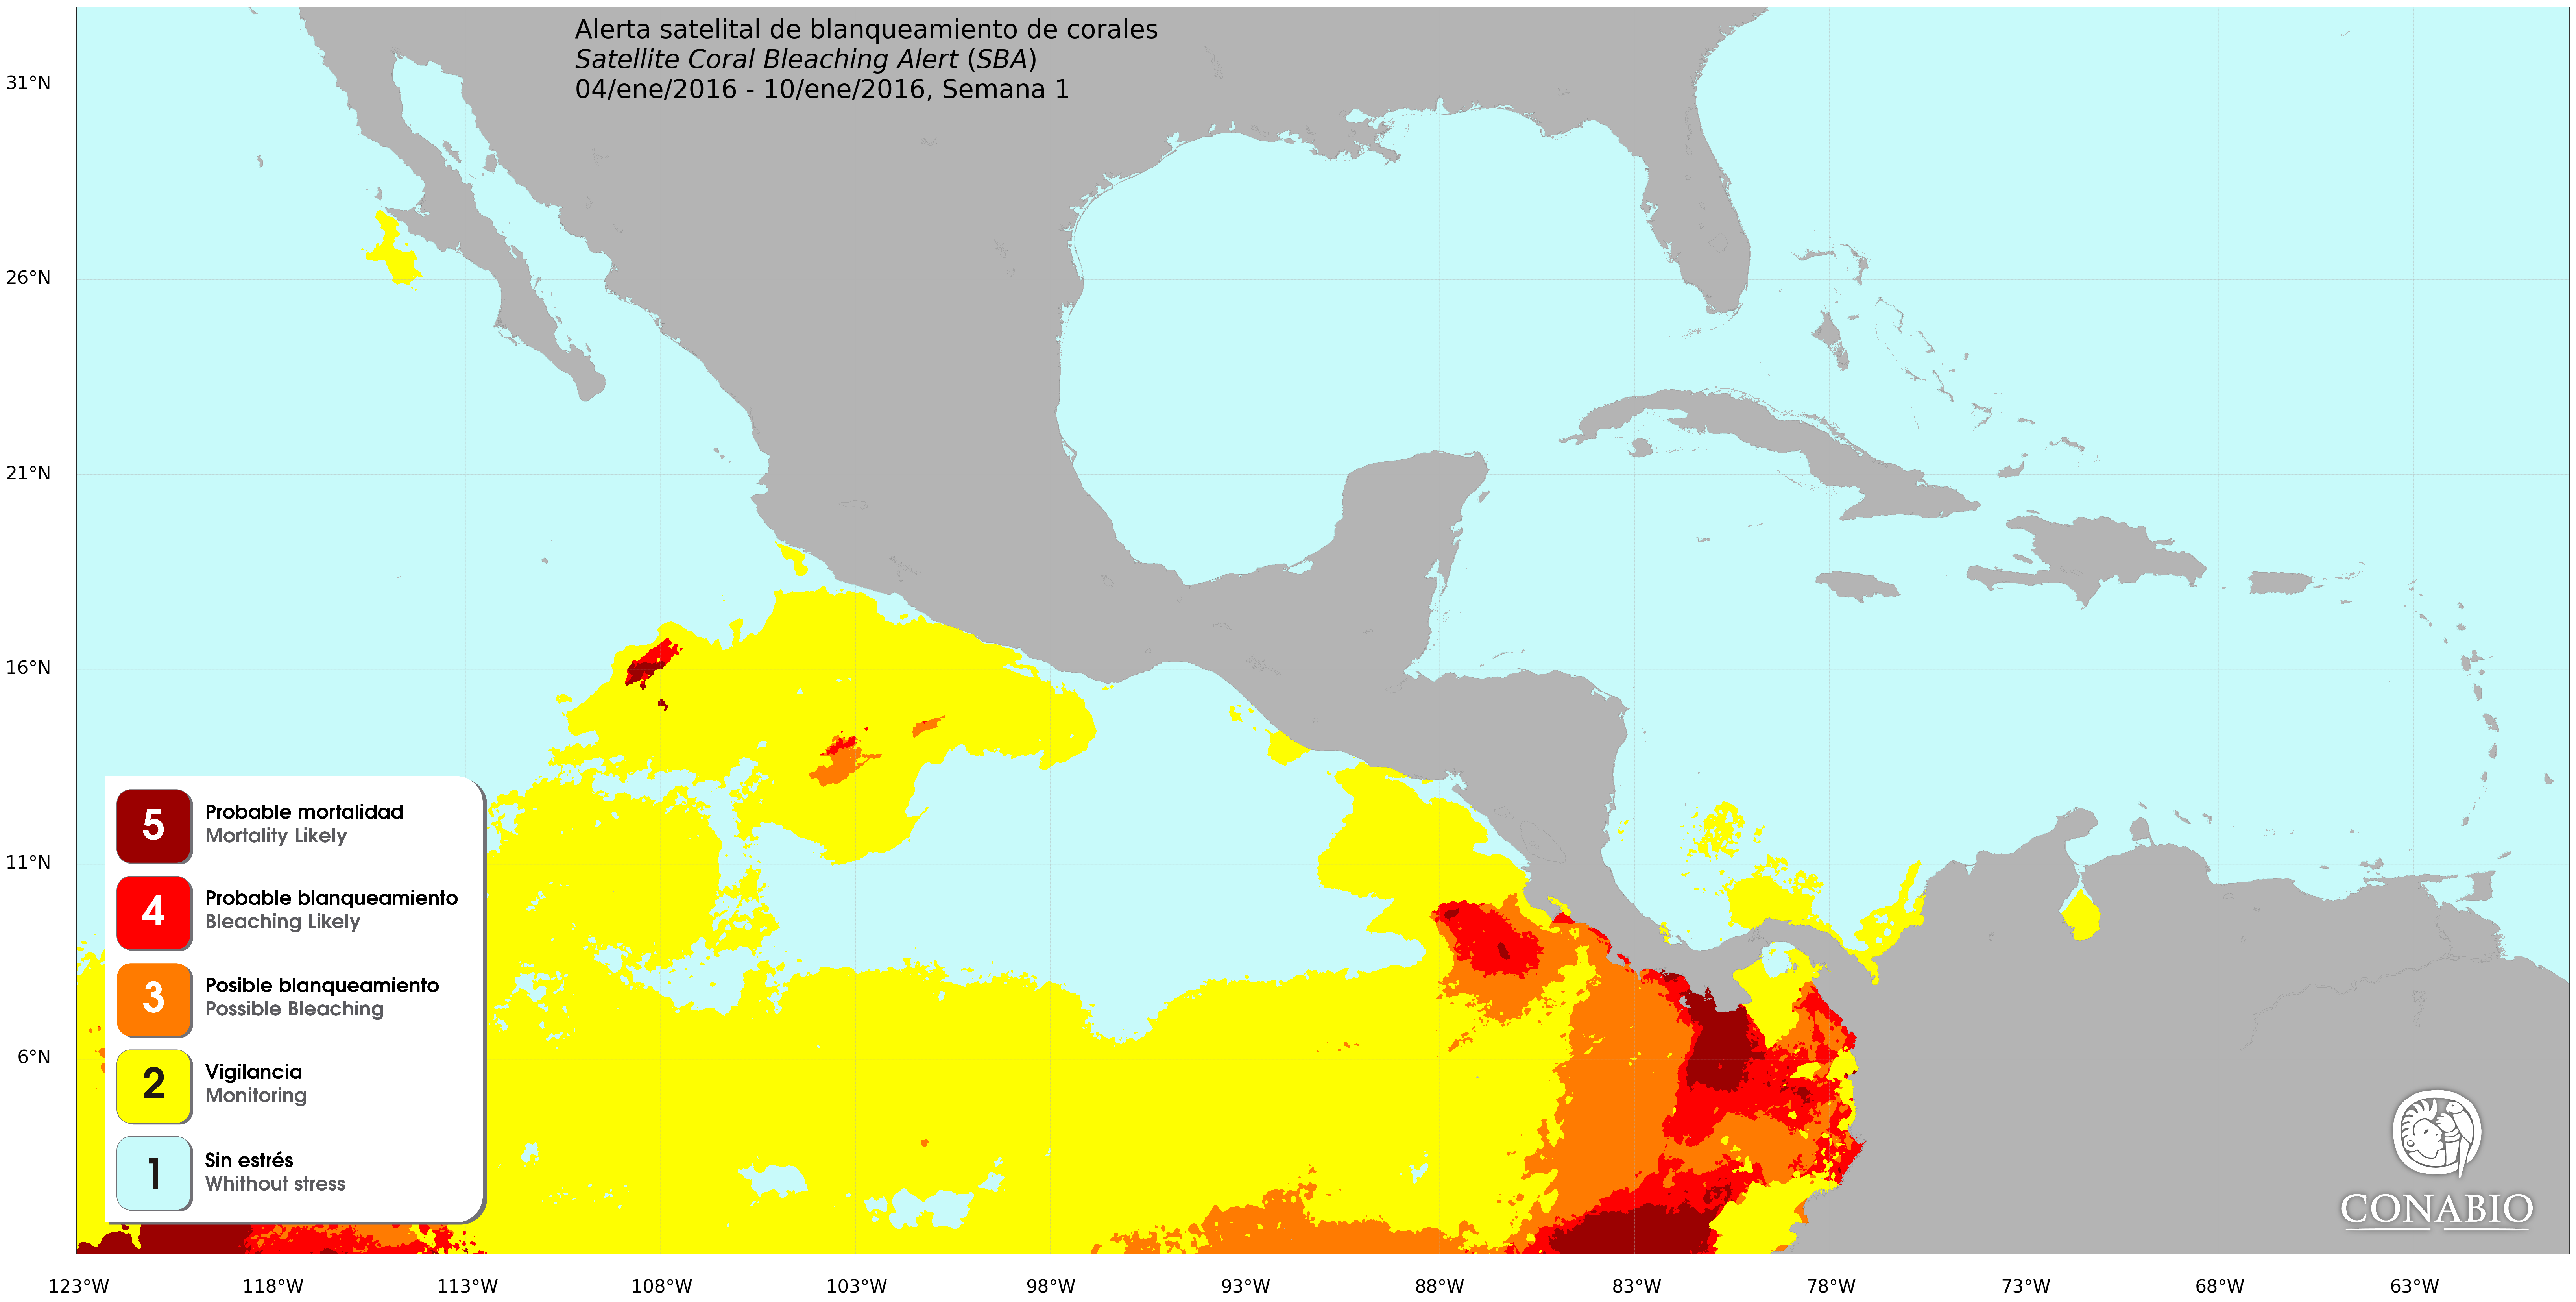 Alerta satelital de blanqueamiento de corales
Satellite Coral Bleaching Alert (SBA)
04/ene/2016 - 10/ene/2016, Semana 1
31°N
26°N
21°N
16°N
11°N
6°N
5
Probable mortalidad
Mortality Likely
4
Probable blanqueamiento
Bleaching Likely
3
Posible blanqueamiento
Possible Bleaching
2
Vigilancia
Monitoring
1
Sin estrés
Whithout stress
CONABIO
123°W 118°W 113°W 108°W 103°W 98°W 93°W 88°W 83°W 78°W 73°W 68°W 63°W